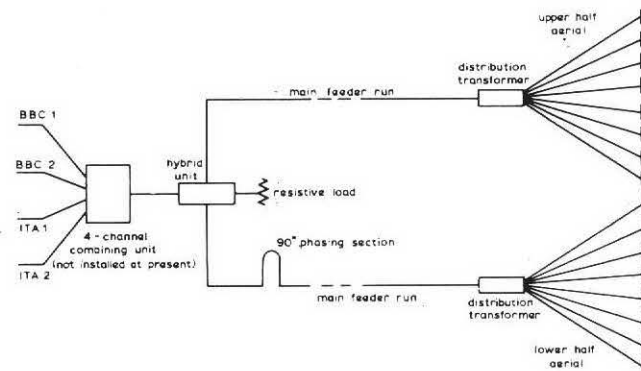 upper half
aerial
distribution
transformer
main feeder run
BBC 1
BBC 2
hybrid
unit
resistive load
ITA 1
4-channel
combining unit
(not installed at present)
ITA 2
90° phasing section
main feeder run
distribution
transformer
lower half
aerial